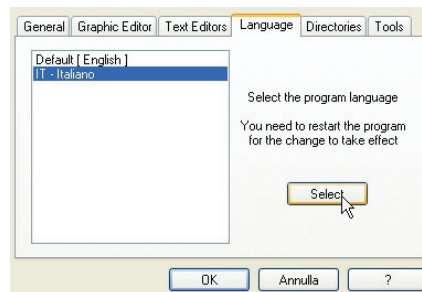 General Graphic Editor Text Editors Language Directories Tools
Default [ English ]
IT - Italiano
Select the program language
You need to restart the program
for the change to take effect
Select
OK Annulla ?